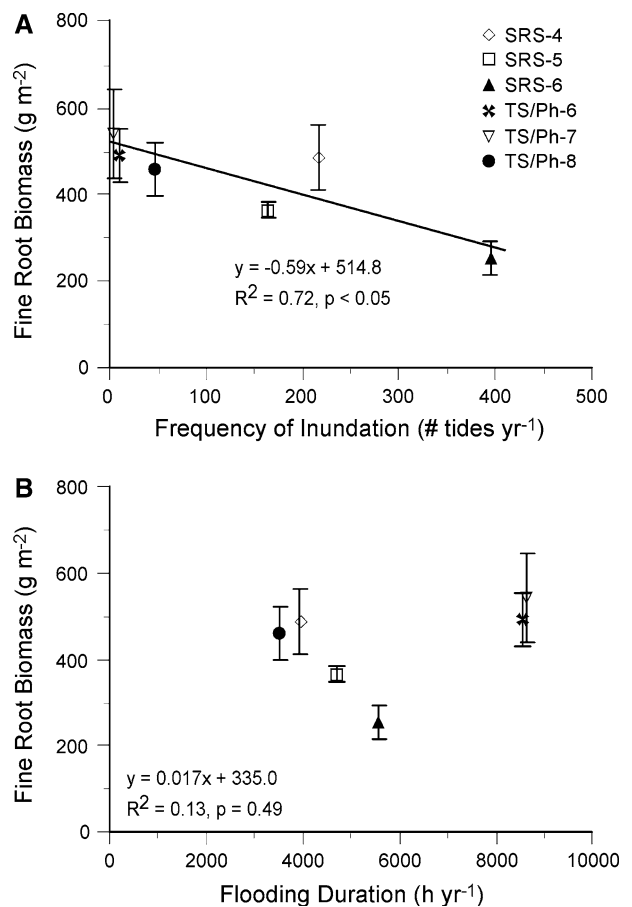 A
800
600
400
200
0
Fine Root Biomass (g m-2)
SRS-4
SRS-5
SRS-6
TS/Ph-6
TS/Ph-7
TS/Ph-8
y = -0.59x + 514.8
R2 = 0.72, p < 0.05
0 100 200 300 400 500
Frequency of Inundation (# tides yr-1)
B
800
600
400
200
0
Fine Root Biomass (g m-2)
y = 0.017x + 335.0
R2 = 0.13, p = 0.49
0 2000 4000 6000 8000 10000
Flooding Duration (h yr-1)